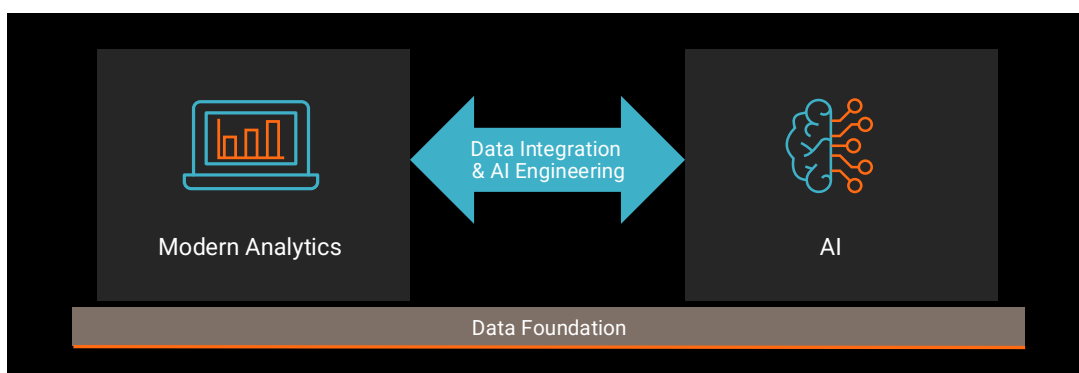 Data Integration
& AI Engineering
Modern Analytics
AI
Data Foundation